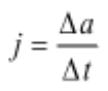 j = Δa / Δt